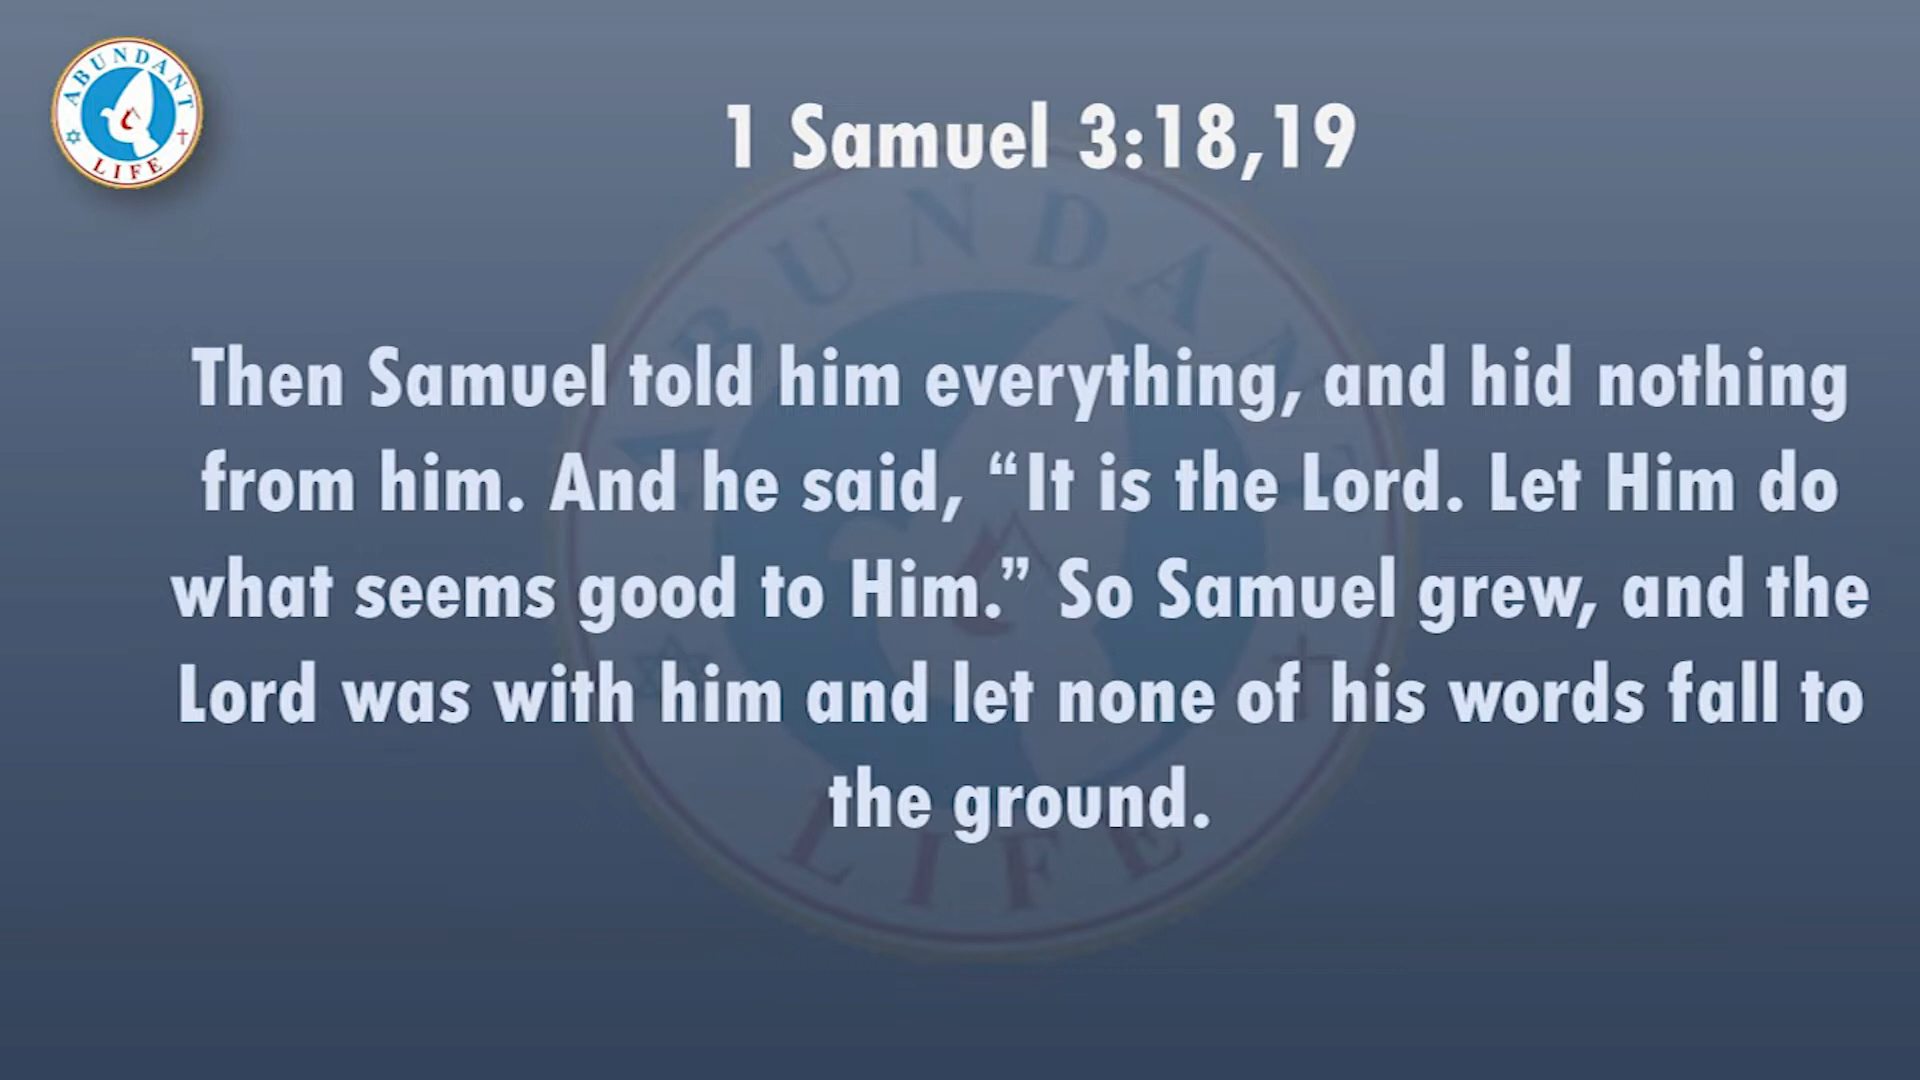 ABUNDANT
LIFE
1 Samuel 3:18,19
Then Samuel told him everything, and hid nothing
from him. And he said, “It is the Lord. Let Him do
what seems good to Him.” So Samuel grew, and the
Lord was with him and let none of his words fall to
the ground.
ABUNDANT
LIFE